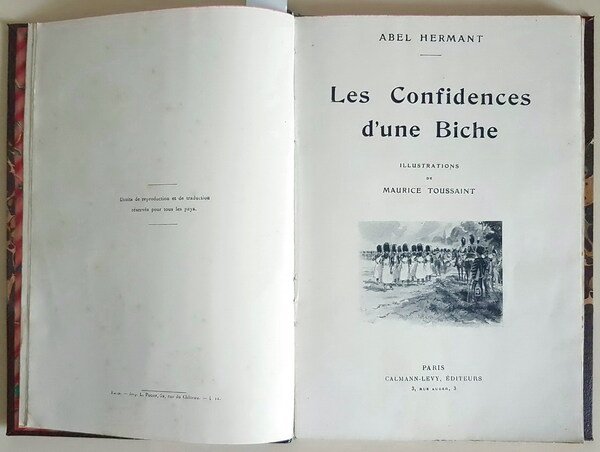 Droits de reproduction et de traduction
réservés pour tous les pays.
ABEL HERMANT
Les Confidences
d'une Biche
ILLUSTRATIONS
DE
MAURICE TOUSSAINT
PARIS
CALMANN-LÉVY, ÉDITEURS
3, RUE AUBER, 3